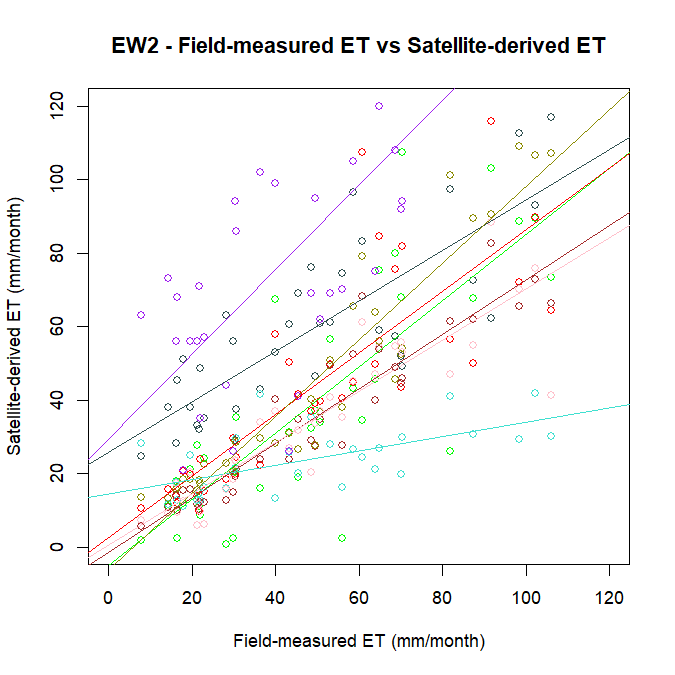 EW2 - Field-measured ET vs Satellite-derived ET
120
100
80
60
40
20
0
Satellite-derived ET (mm/month)
0 20 40 60 80 100 120
Field-measured ET (mm/month)